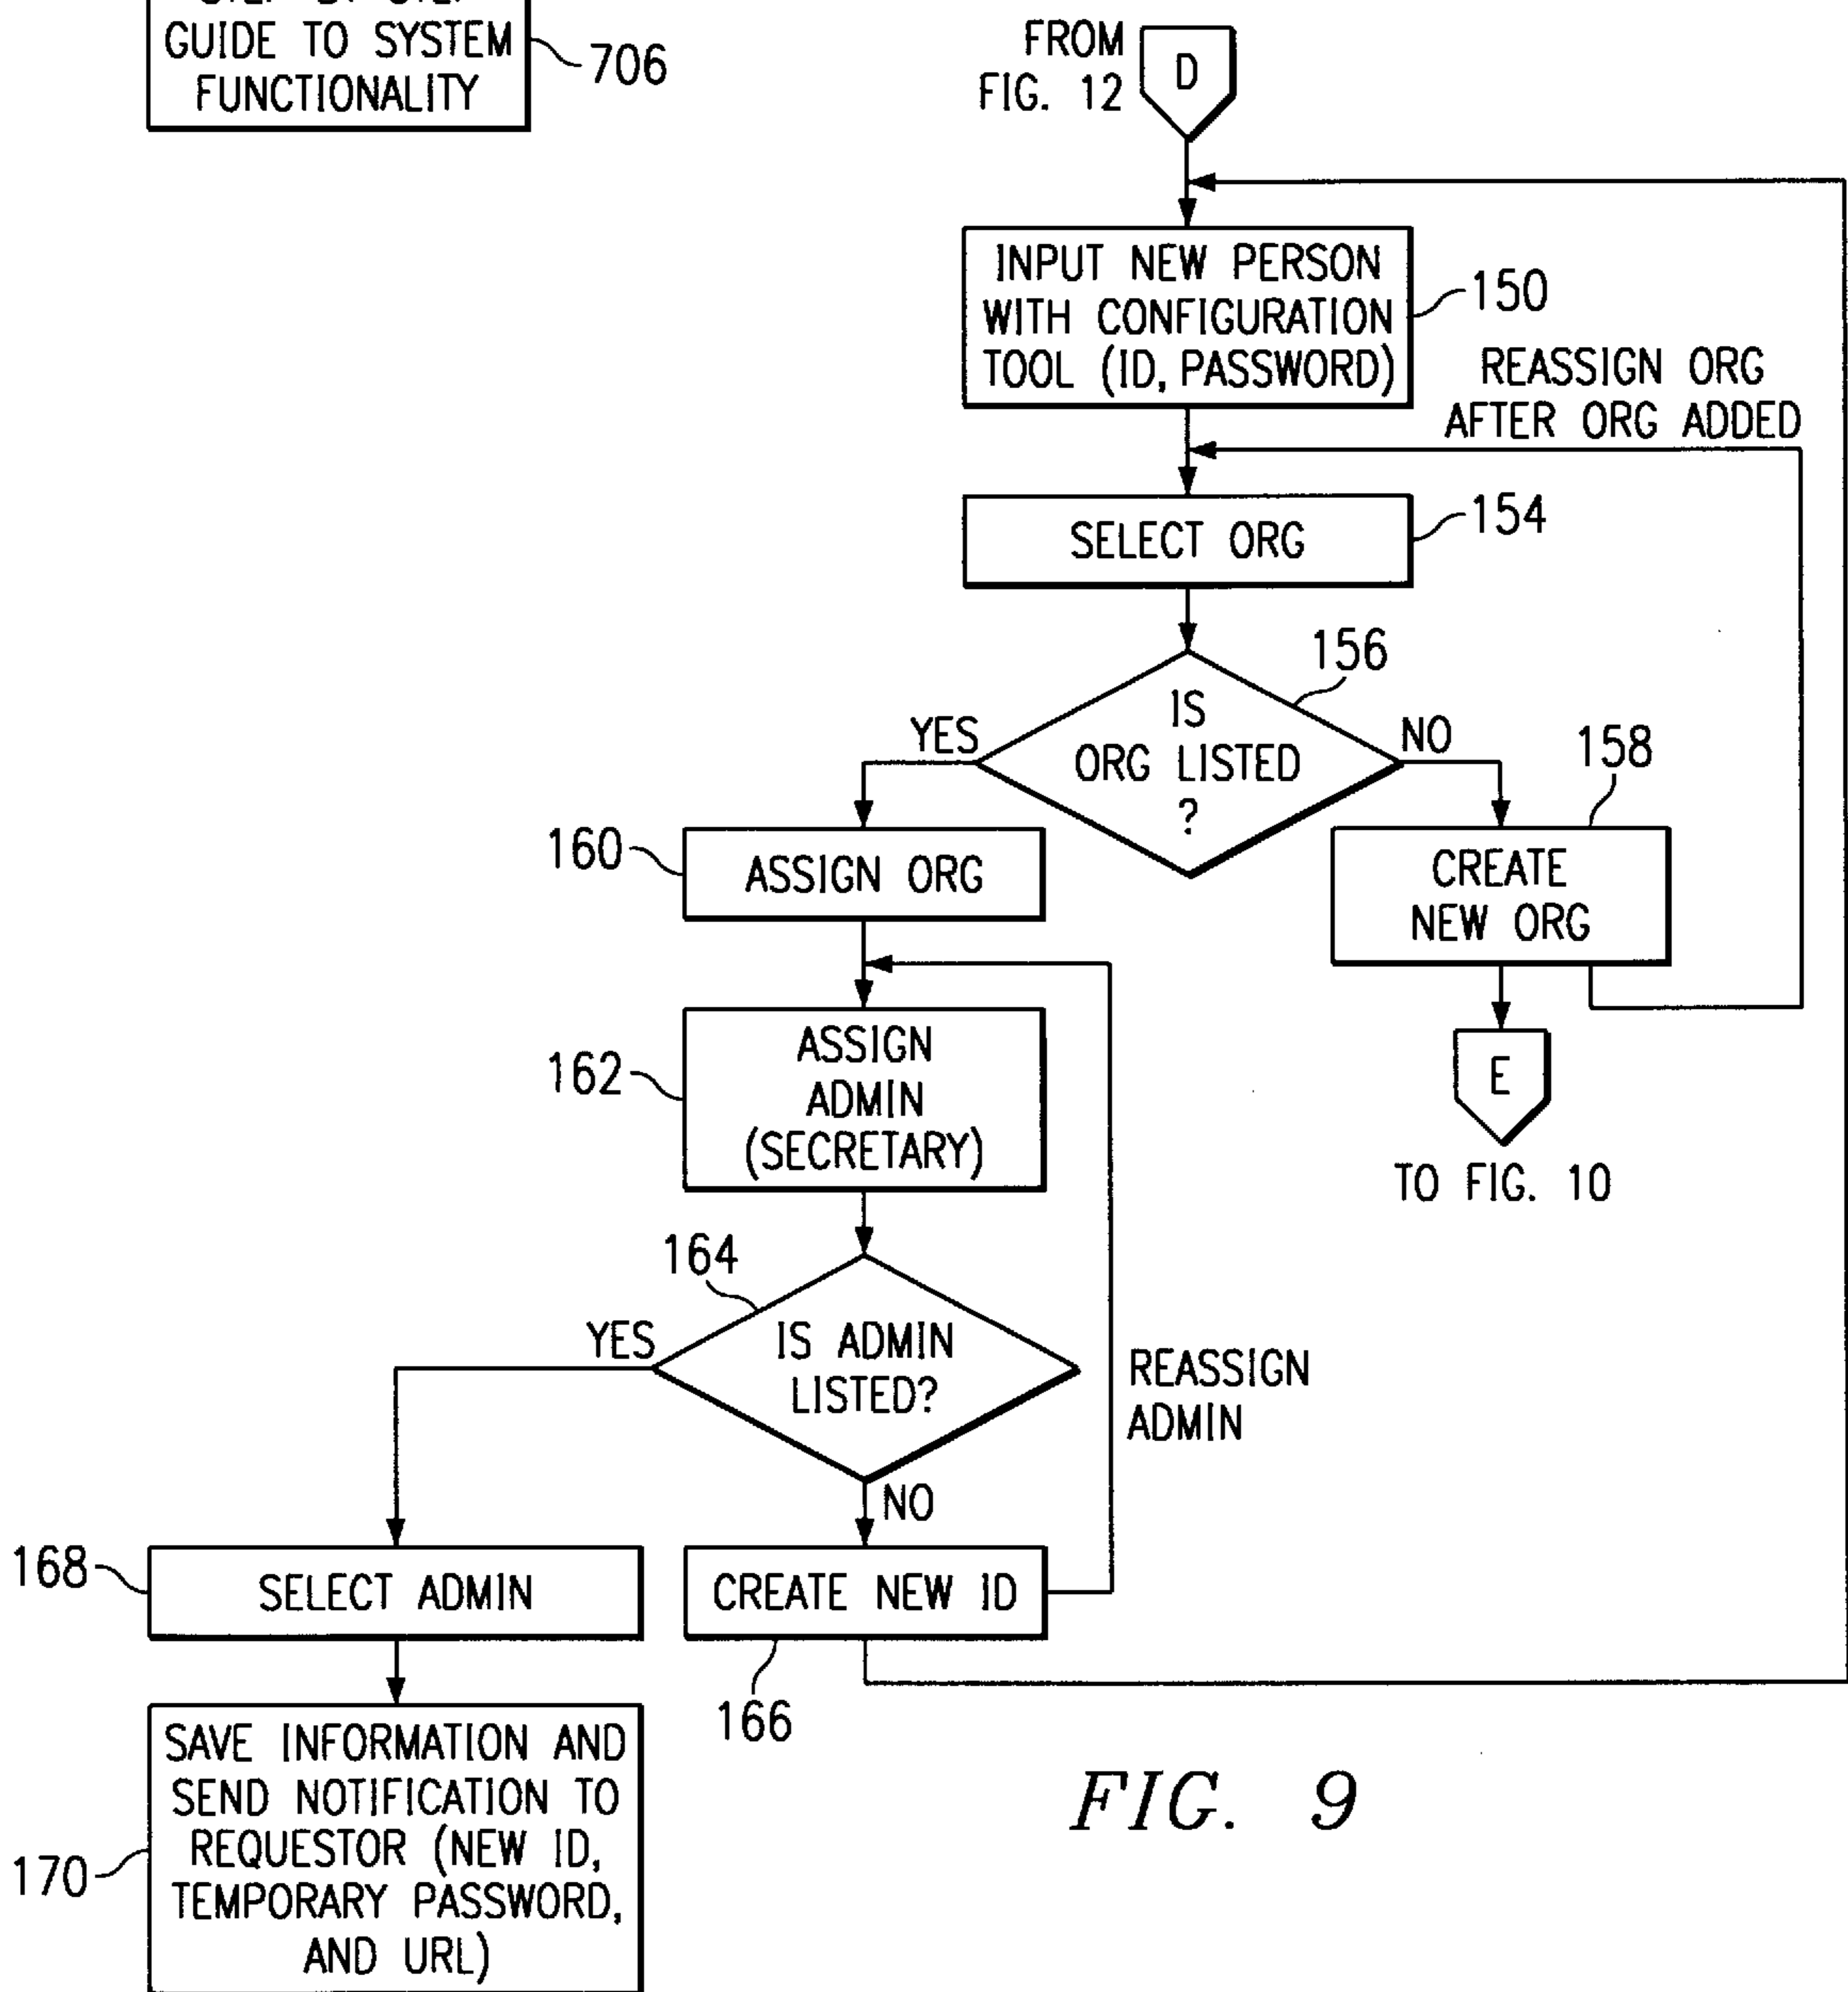 GUIDE TO SYSTEM
FUNCTIONALITY
706
FROM
FIG. 12
D
INPUT NEW PERSON
WITH CONFIGURATION
TOOL (ID, PASSWORD)
150
REASSIGN ORG
AFTER ORG ADDED
SELECT ORG
154
156
IS
ORG LISTED
?
YES
NO
158
160
ASSIGN ORG
CREATE
NEW ORG
162
ASSIGN
ADMIN
(SECRETARY)
E
TO FIG. 10
164
YES
IS ADMIN
LISTED?
REASSIGN
ADMIN
NO
168
SELECT ADMIN
CREATE NEW ID
166
170
SAVE INFORMATION AND
SEND NOTIFICATION TO
REQUESTOR (NEW ID,
TEMPORARY PASSWORD,
AND URL)
FIG. 9